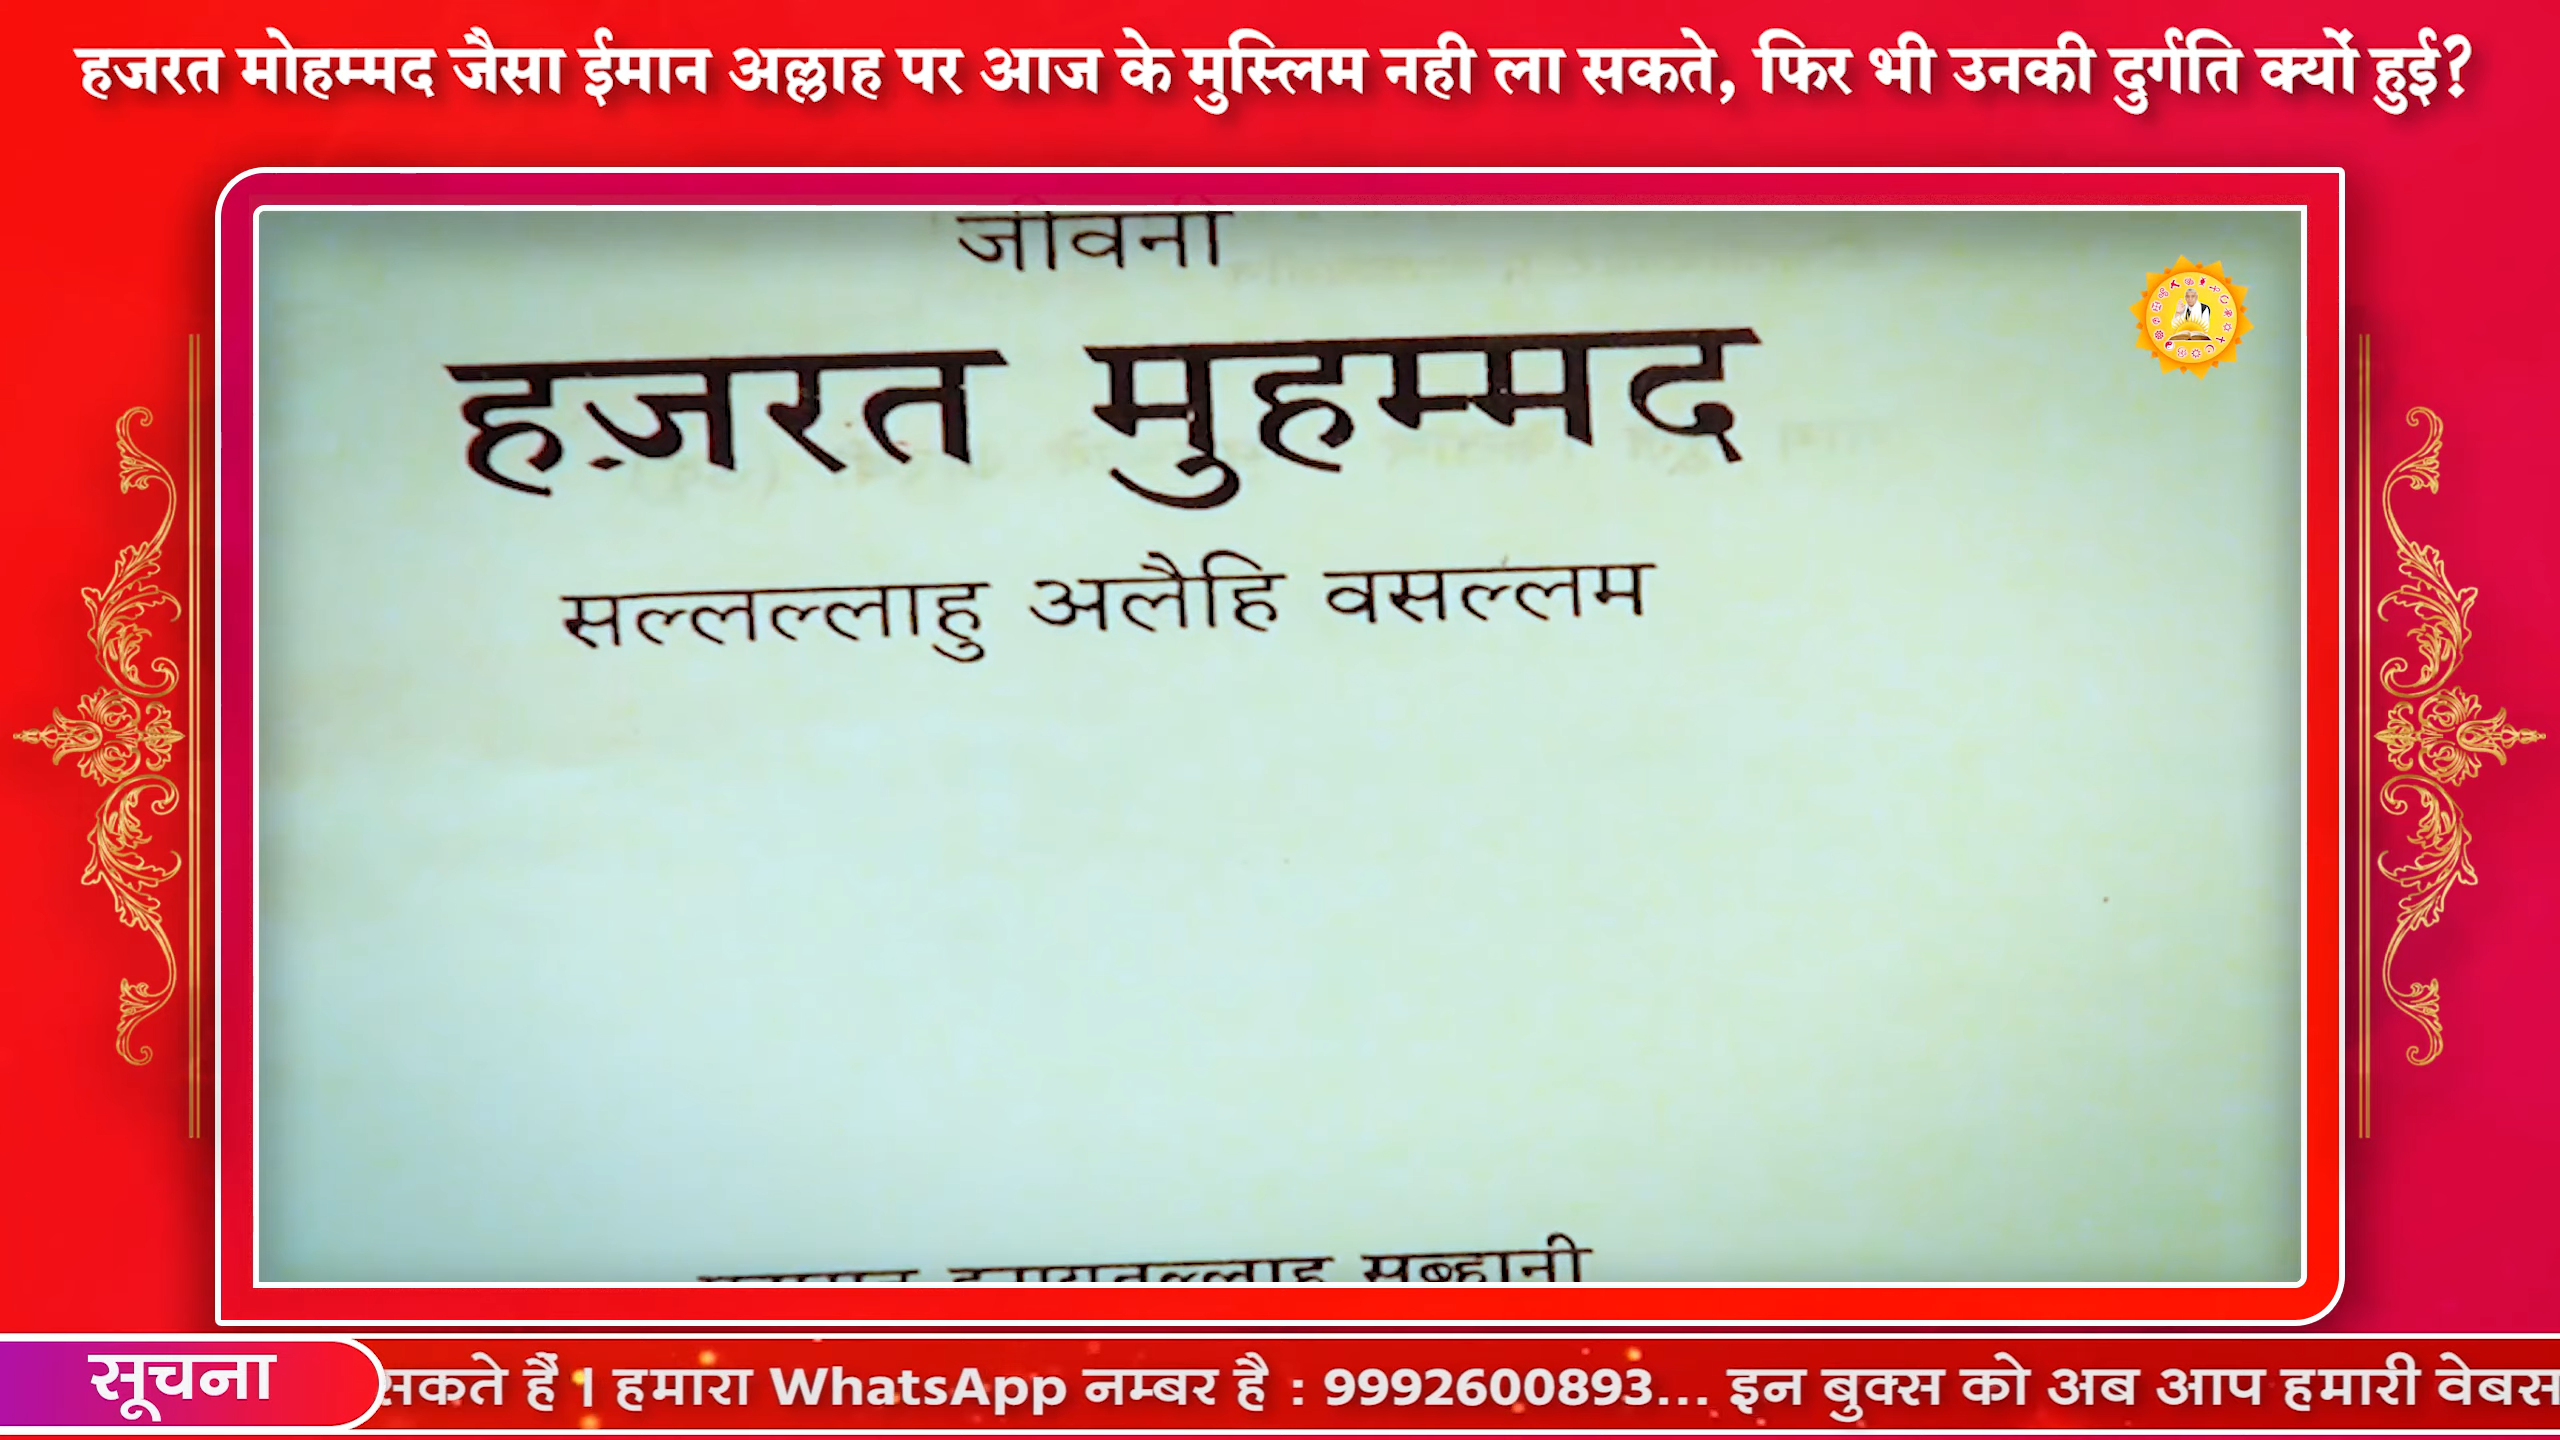 हजरत मोहम्मद जैसा ईमान अल्लाह पर आज के मुस्लिम नही ला सकते, फिर भी उनकी दुर्गति क्यों हुई?
जीवनी
हज़रत मुहम्मद
सल्लल्लाहु अलैहि वसल्लम
सुब्हानी
सूचना
सकते हैं । हमारा WhatsApp नम्बर है : 9992600893... इन बुक्स को अब आप हमारी वेबस